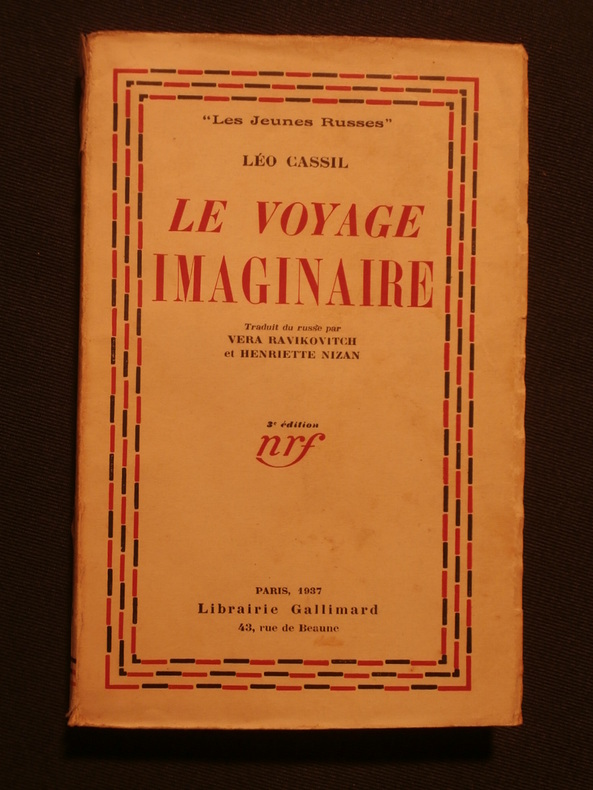 "Les Jeunes Russes"
LÉO CASSIL
LE VOYAGE
IMAGINAIRE
Traduit du russe par
VERA RAVIKOVITCH
et HENRIETTE NIZAN
3e édition
nrf
PARIS, 1937
Librairie Gallimard
43, rue de Beaune